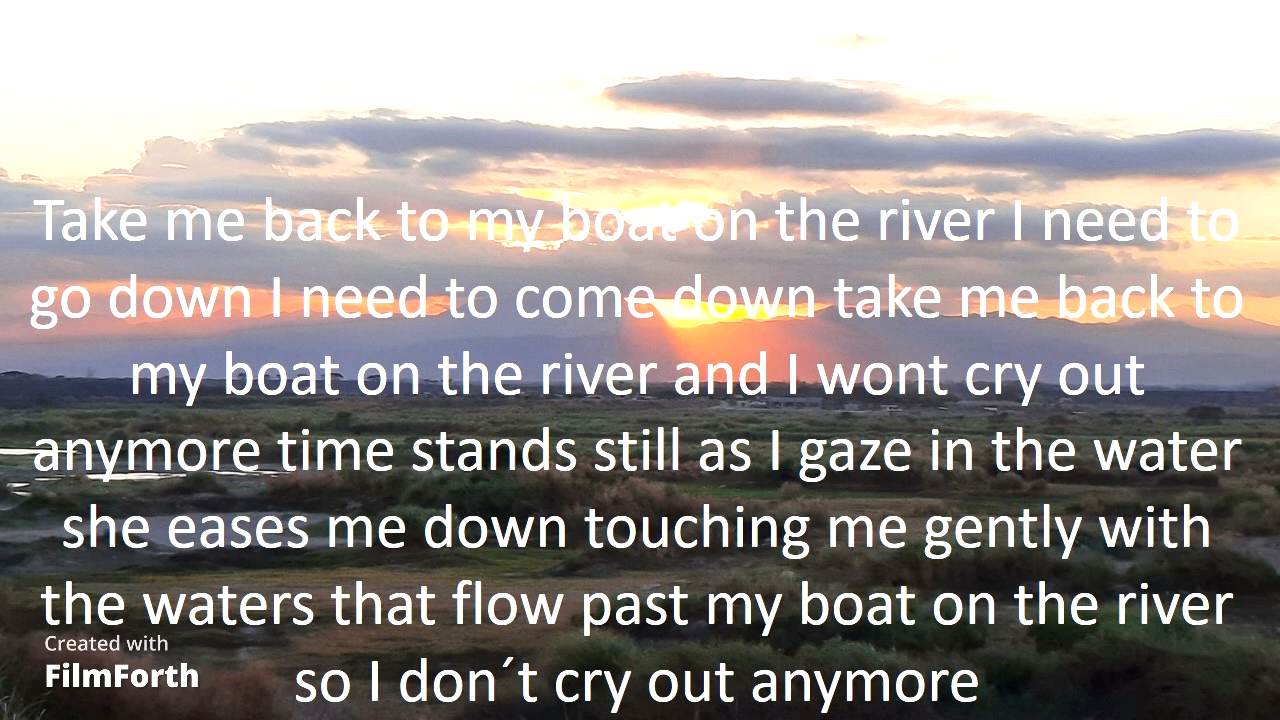 Take me back to my boat on the river I need to
go down I need to come down take me back to
my boat on the river and I wont cry out
anymore time stands still as I gaze in the water
she eases me down touching me gently with
the waters that flow past my boat on the river
so I don´t cry out anymore
Created with
FilmForth